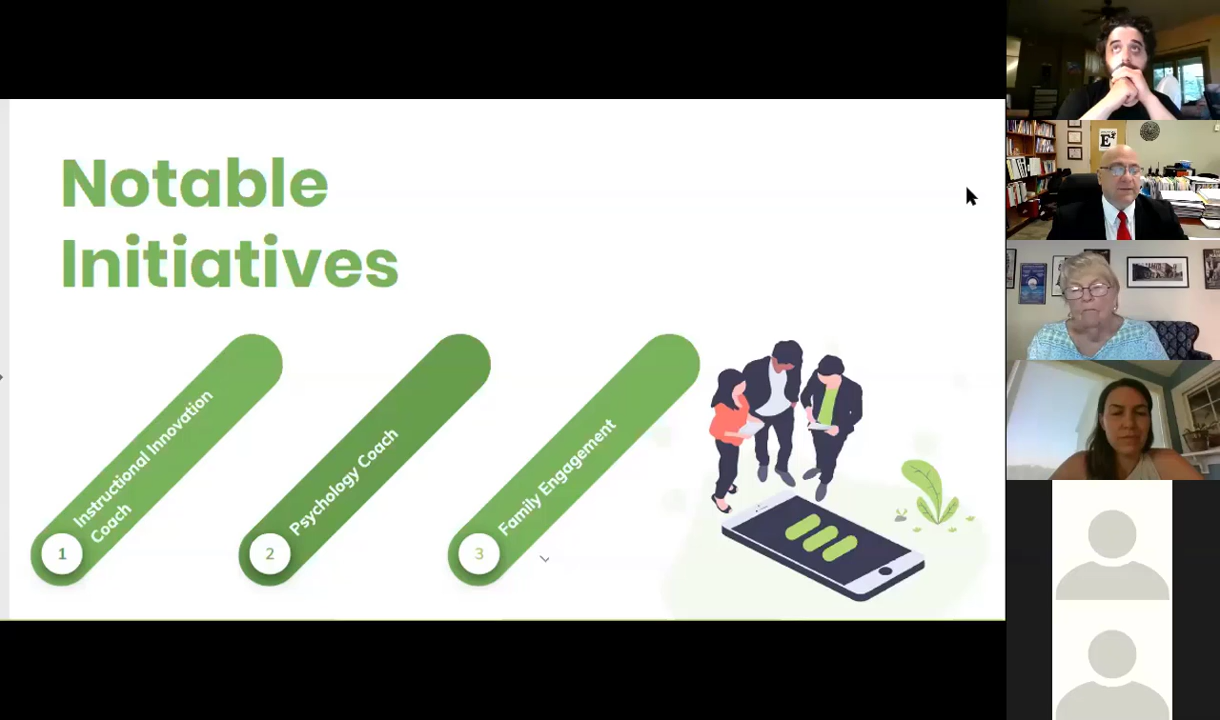 Notable
Initiatives
Instructional Innovation
Coach
1
Psychology Coach
2
Family Engagement
3